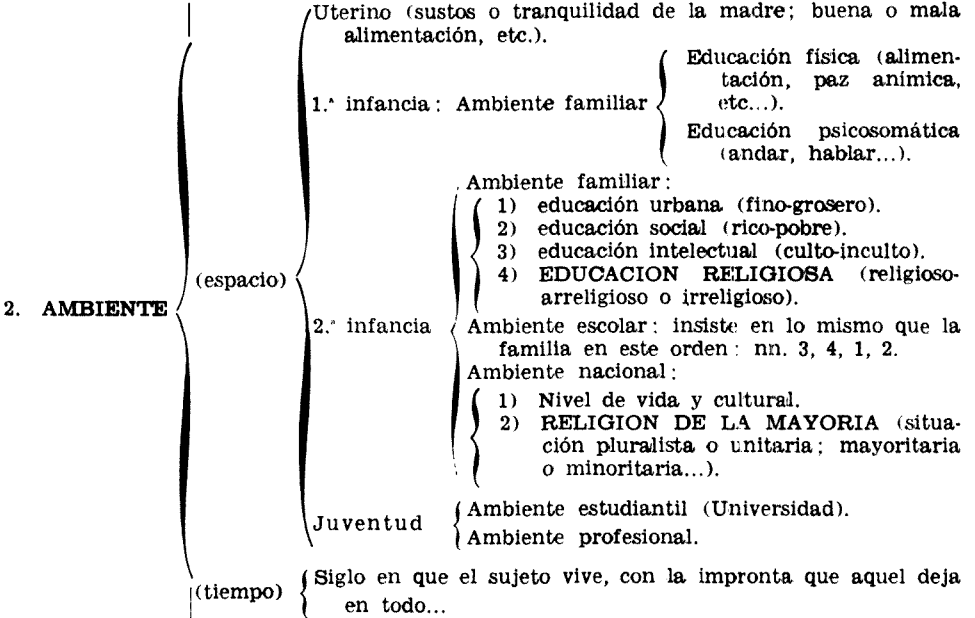 Uterino (sustos o tranquilidad de la madre; buena o mala
alimentación, etc.).
1.ª infancia: Ambiente familiar
Educación física (alimen-
tación, paz anímica,
etc...).
Educación psicosomática
(andar, hablar...).
2. AMBIENTE
(espacio)
2.ª infancia
Ambiente familiar:
1) educación urbana (fino-grosero).
2) educación social (rico-pobre).
3) educación intelectual (culto-inculto).
4) EDUCACION RELIGIOSA (religioso-
arreligioso o irreligioso).
Ambiente escolar: insiste en lo mismo que la
familia en este orden: nn. 3, 4, 1, 2.
Ambiente nacional:
1) Nivel de vida y cultural.
2) RELIGION DE LA MAYORIA (situa-
ción pluralista o unitaria; mayoritaria
o minoritaria...).
Juventud
Ambiente estudiantil (Universidad).
Ambiente profesional.
(tiempo)
Siglo en que el sujeto vive, con la impronta que aquel deja
en todo...